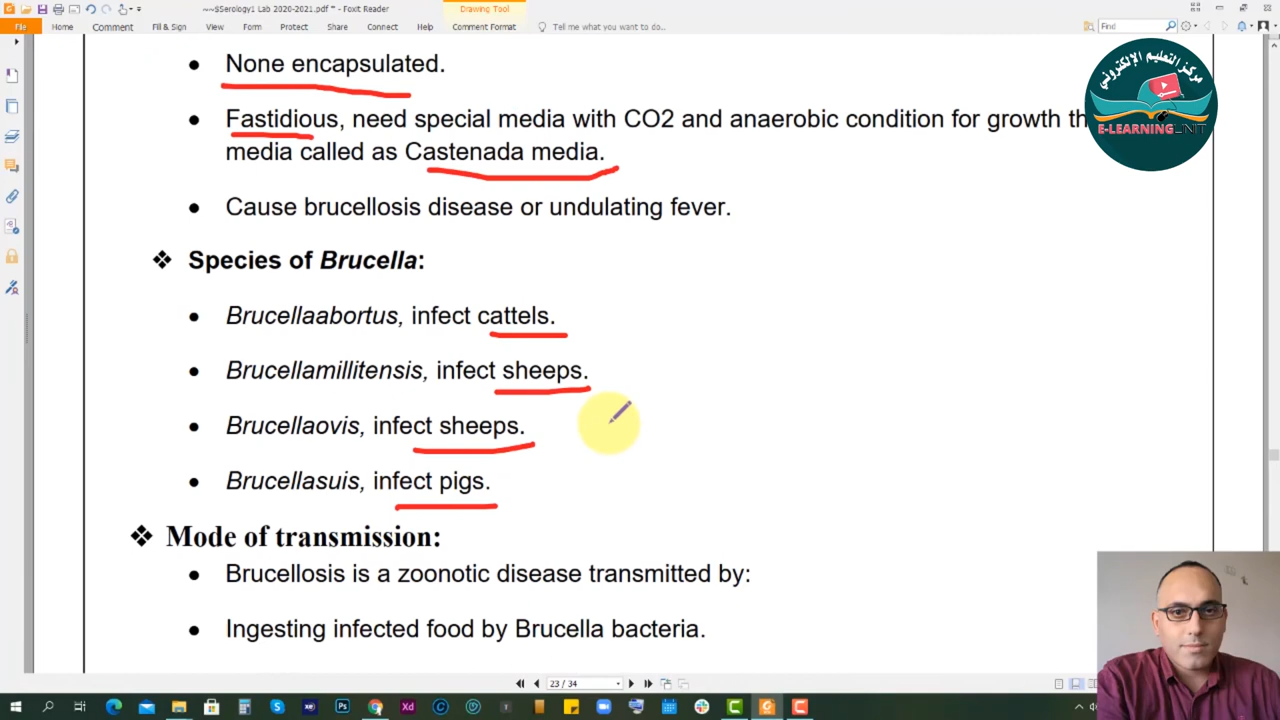 ~~$Serology1 Lab 2020-2021.pdf * - Foxit Reader
Drawing Tool
File Home Comment Fill & Sign View Form Protect Share Connect Help Comment Format Tell me what you want to do... Find
None encapsulated.
Fastidious, need special media with CO2 and anaerobic condition for growth th
media called as Castenada media.
Cause brucellosis disease or undulating fever.
Species of Brucella:
Brucellaabortus, infect cattels.
Brucellamillitensis, infect sheeps.
Brucellaovis, infect sheeps.
Brucellasuis, infect pigs.
Mode of transmission:
Brucellosis is a zoonotic disease transmitted by:
Ingesting infected food by Brucella bacteria.
مركز التعليم الإلكتروني
E-LEARNING UNIT
23 / 34